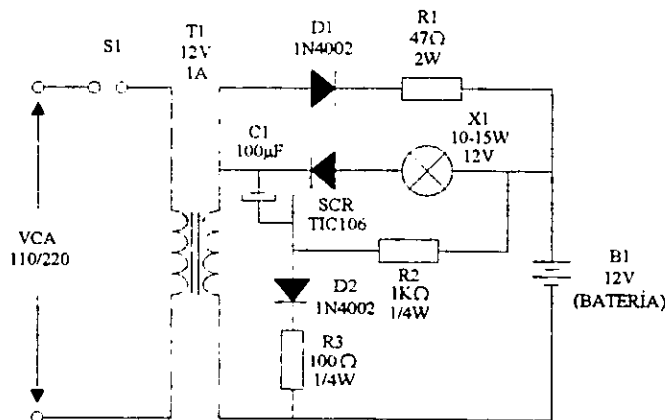 S1
T1
12V
1A
D1
1N4002
R1
47Ω
2W
C1
100µF
X1
10-15W
12V
SCR
TIC106
VCA
110/220
R2
1KΩ
1/4W
D2
1N4002
R3
100Ω
1/4W
B1
12V
(BATERÍA)